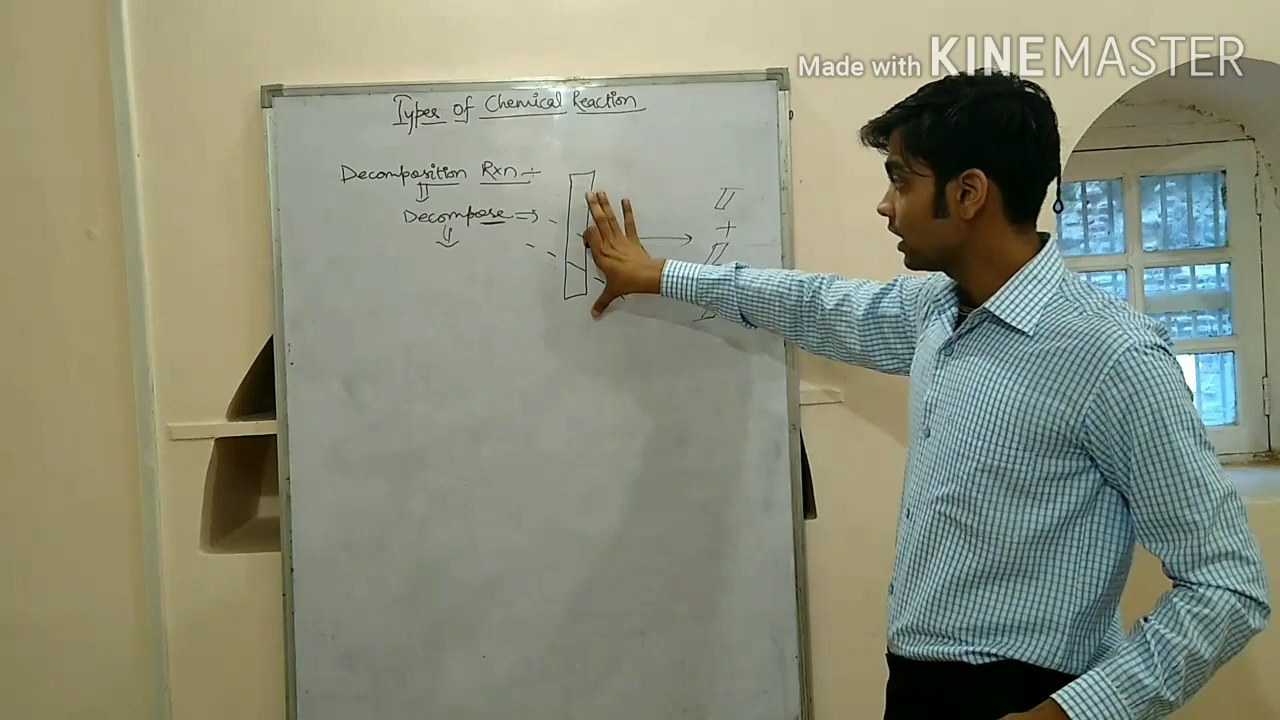 Made with KINEMASTER
Types of Chemical Reaction
Decomposition Rxn ÷
⇓
Decompose ⇒
⇓
+